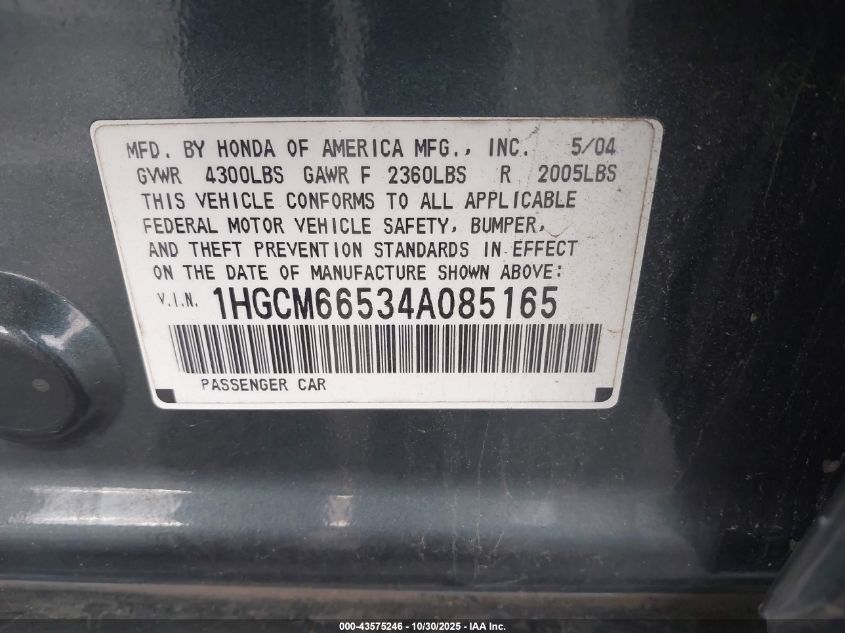 MFD. BY HONDA OF AMERICA MFG., INC. 5/04
GVWR 4300LBS GAWR F 2360LBS R 2005LBS
THIS VEHICLE CONFORMS TO ALL APPLICABLE
FEDERAL MOTOR VEHICLE SAFETY, BUMPER,
AND THEFT PREVENTION STANDARDS IN EFFECT
ON THE DATE OF MANUFACTURE SHOWN ABOVE:
V.I.N. 1HGCM66534A085165
PASSENGER CAR
000-43575246 - 10/30/2025 - IAA Inc.